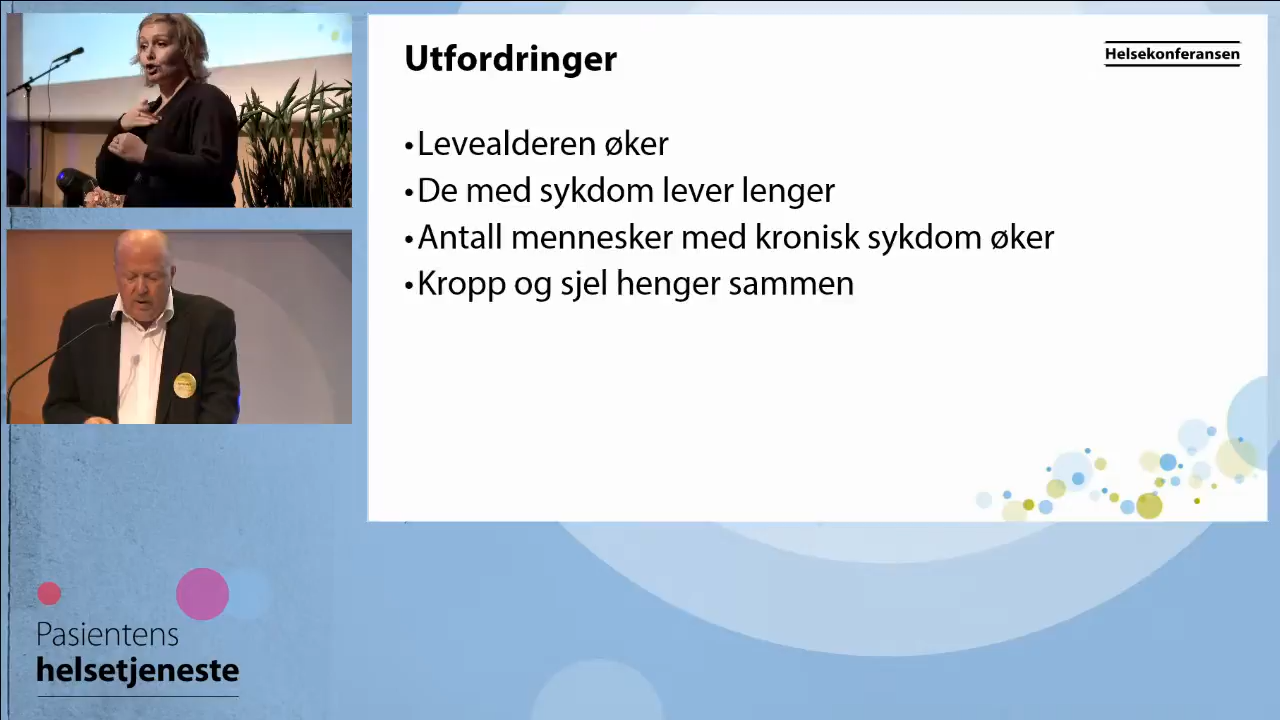 Utfordringer
Helsekonferansen
•Levealderen øker
•De med sykdom lever lenger
•Antall mennesker med kronisk sykdom øker
•Kropp og sjel henger sammen
Pasientens
helsetjeneste